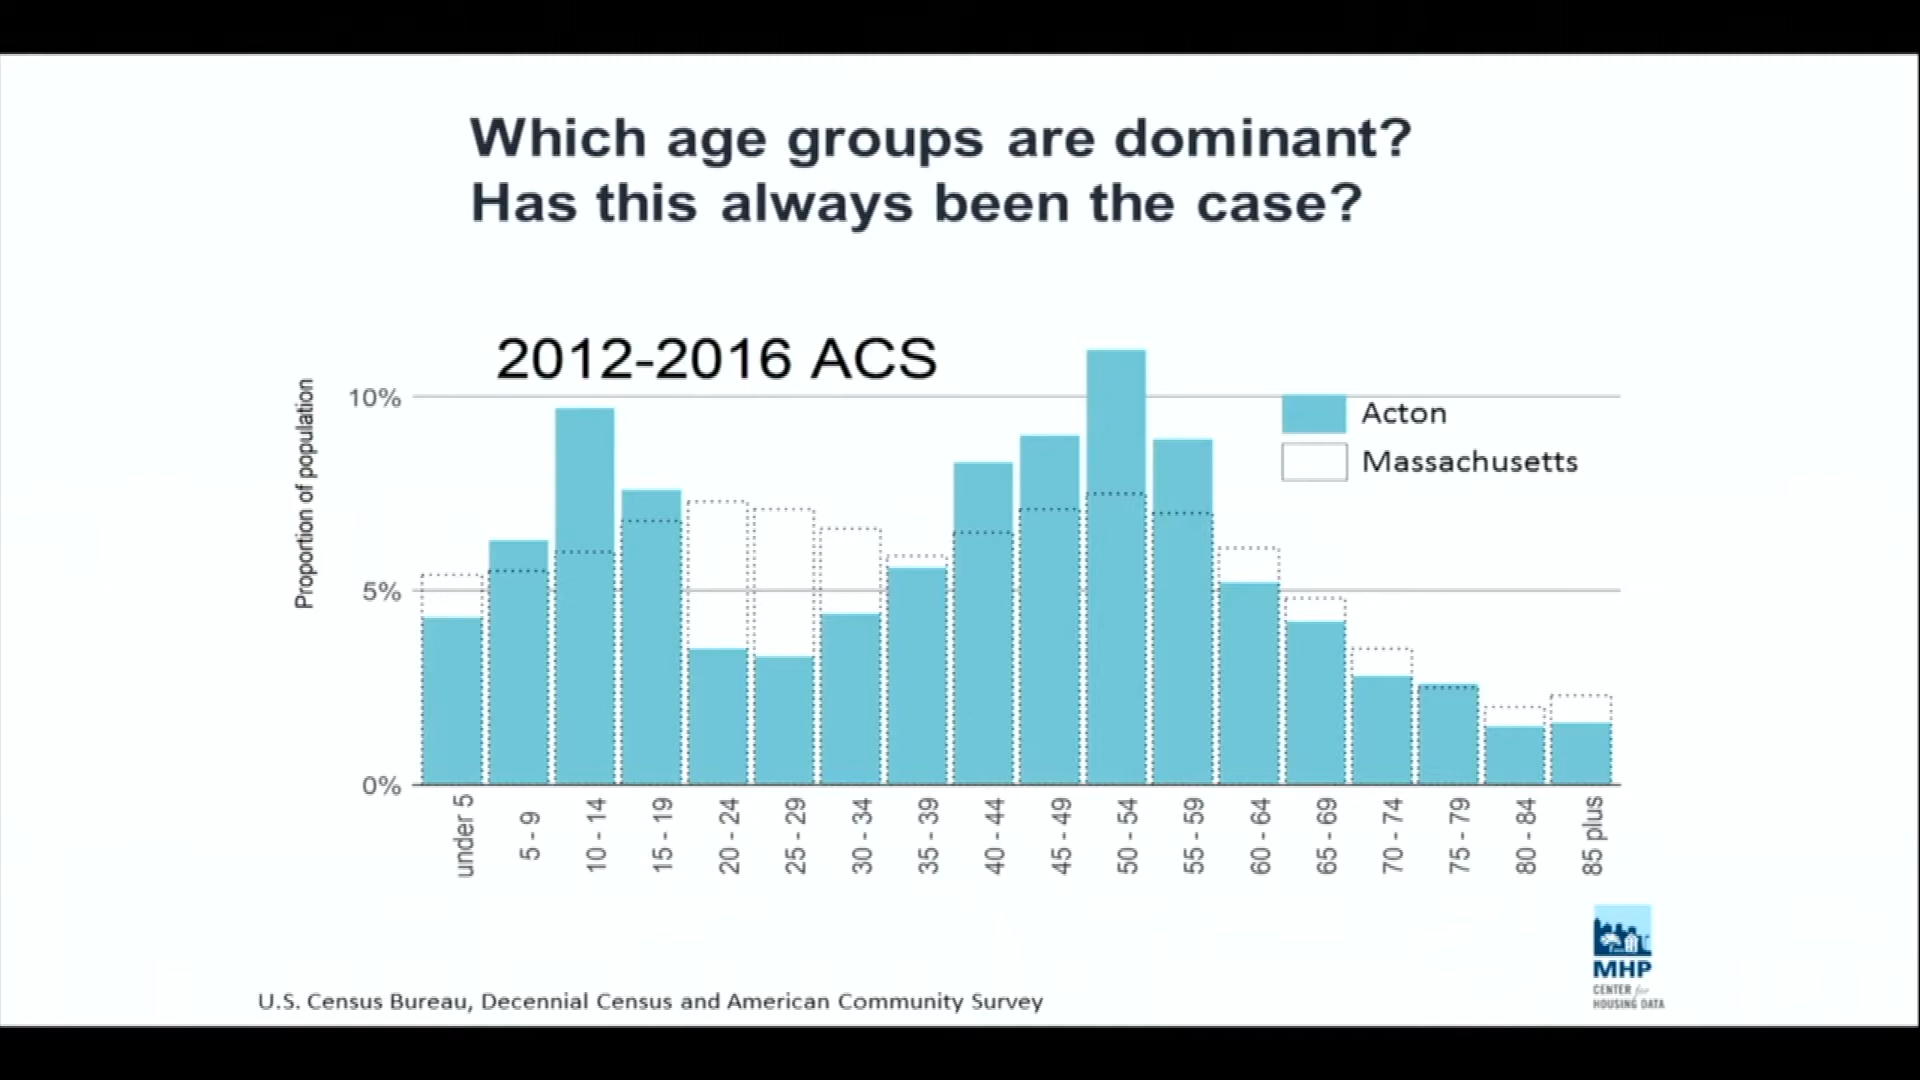 Which age groups are dominant?
Has this always been the case?
2012-2016 ACS
Proportion of population
10%
5%
0%
Acton
Massachusetts
under 5
5 - 9
10 - 14
15 - 19
20 - 24
25 - 29
30 - 34
35 - 39
40 - 44
45 - 49
50 - 54
55 - 59
60 - 64
65 - 69
70 - 74
75 - 79
80 - 84
85 plus
MHP
CENTER for
HOUSING DATA
U.S. Census Bureau, Decennial Census and American Community Survey